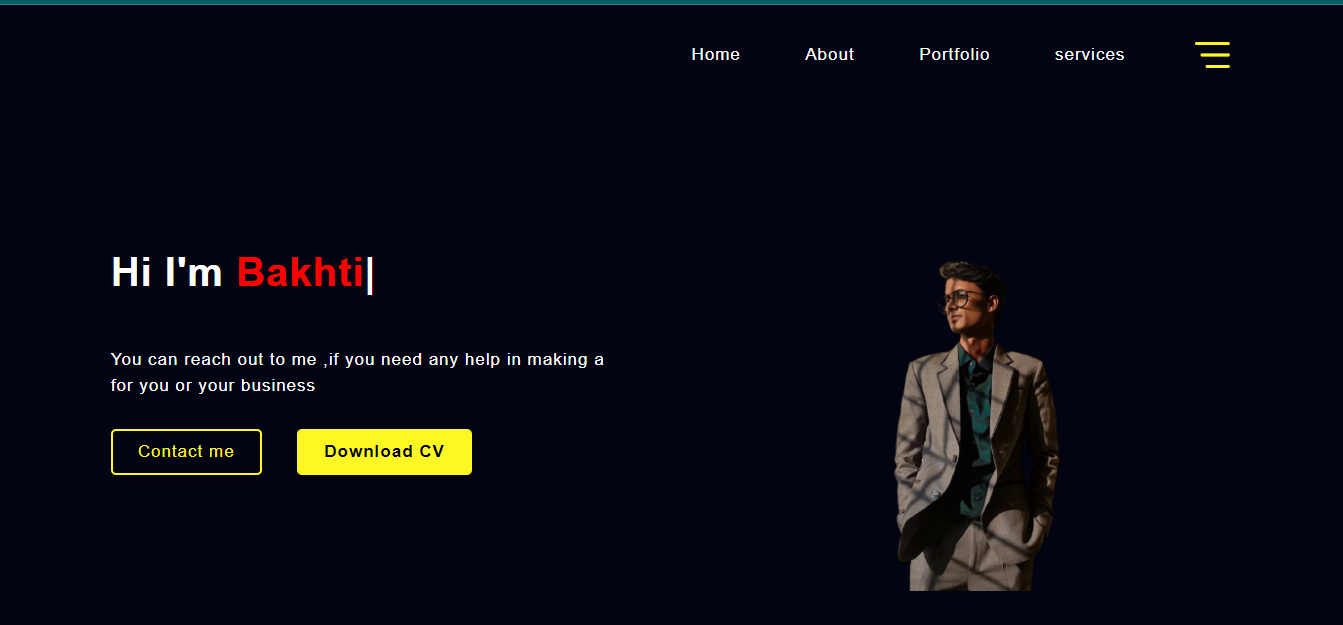 Home About Portfolio services
Hi I'm Bakhti|
You can reach out to me ,if you need any help in making a
for you or your business
Contact me Download CV